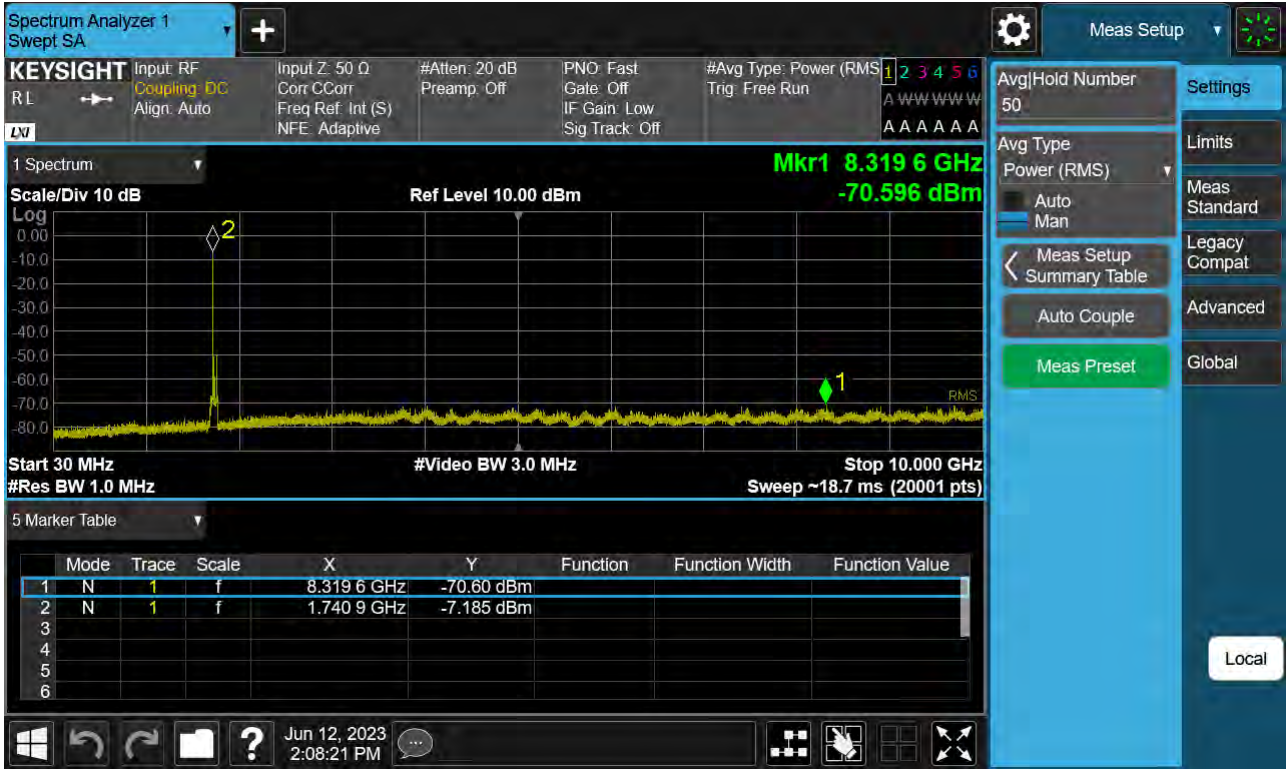 Spectrum Analyzer 1
Swept SA
Meas Setup
KEYSIGHT
RL
LXI
Input: RF
Coupling: DC
Align: Auto
Input Z: 50 Ω
Corr CCorr
Freq Ref: Int (S)
NFE: Adaptive
#Atten: 20 dB
Preamp: Off
PNO: Fast
Gate: Off
IF Gain: Low
Sig Track: Off
#Avg Type: Power (RMS
Trig: Free Run
1 2 3 4 5 6
A W W W W W
A A A A A A
1 Spectrum
Scale/Div 10 dB
Ref Level 10.00 dBm
Mkr1 8.319 6 GHz
-70.596 dBm
Log
0.00
-10.0
-20.0
-30.0
-40.0
-50.0
-60.0
-70.0
-80.0
2
1
RMS
Start 30 MHz
#Video BW 3.0 MHz
Stop 10.000 GHz
#Res BW 1.0 MHz
Sweep ~18.7 ms (20001 pts)
5 Marker Table
Mode Trace Scale X Y Function Function Width Function Value
1 N 1 f 8.319 6 GHz -70.60 dBm
2 N 1 f 1.740 9 GHz -7.185 dBm
3
4
5
6
Avg|Hold Number
50
Avg Type
Power (RMS)
Auto
Man
Meas Setup
Summary Table
Auto Couple
Meas Preset
Settings
Limits
Meas
Standard
Legacy
Compat
Advanced
Global
Local
?
Jun 12, 2023
2:08:21 PM